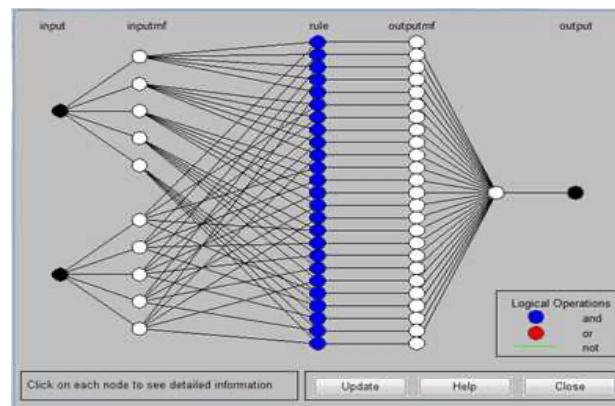 input inputmf rule outputmf output
Logical Operations
and
or
not
Click on each node to see detailed information
Update Help Close